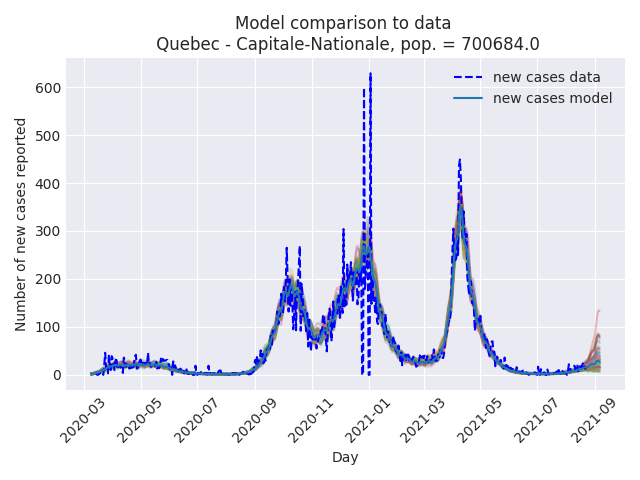 Model comparison to data
Quebec - Capitale-Nationale, pop. = 700684.0
new cases data
new cases model
Number of new cases reported
600
500
400
300
200
100
0
2020-03
2020-05
2020-07
2020-09
2020-11
2021-01
2021-03
2021-05
2021-07
2021-09
Day